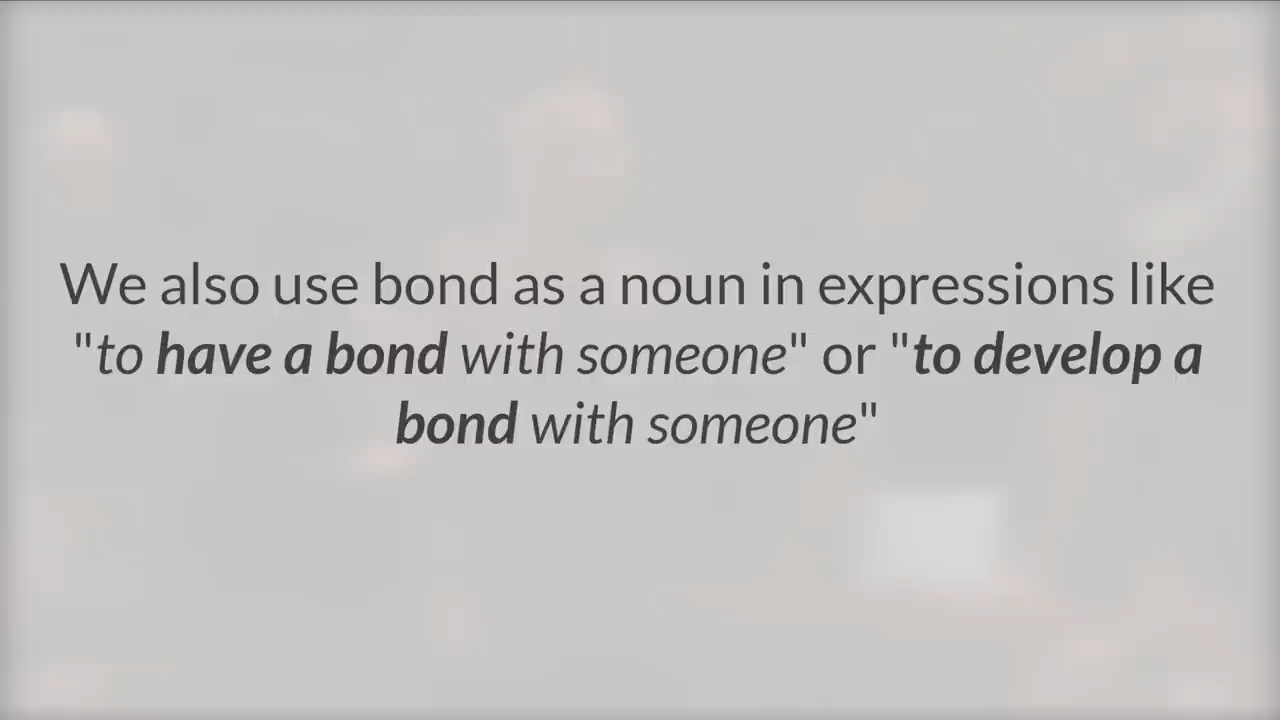 We also use bond as a noun in expressions like
"to have a bond with someone" or "to develop a
bond with someone"